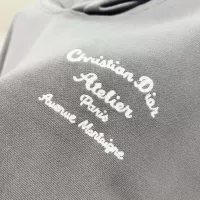 Christian Dior
Atelier
Paris
Avenue Montaigne